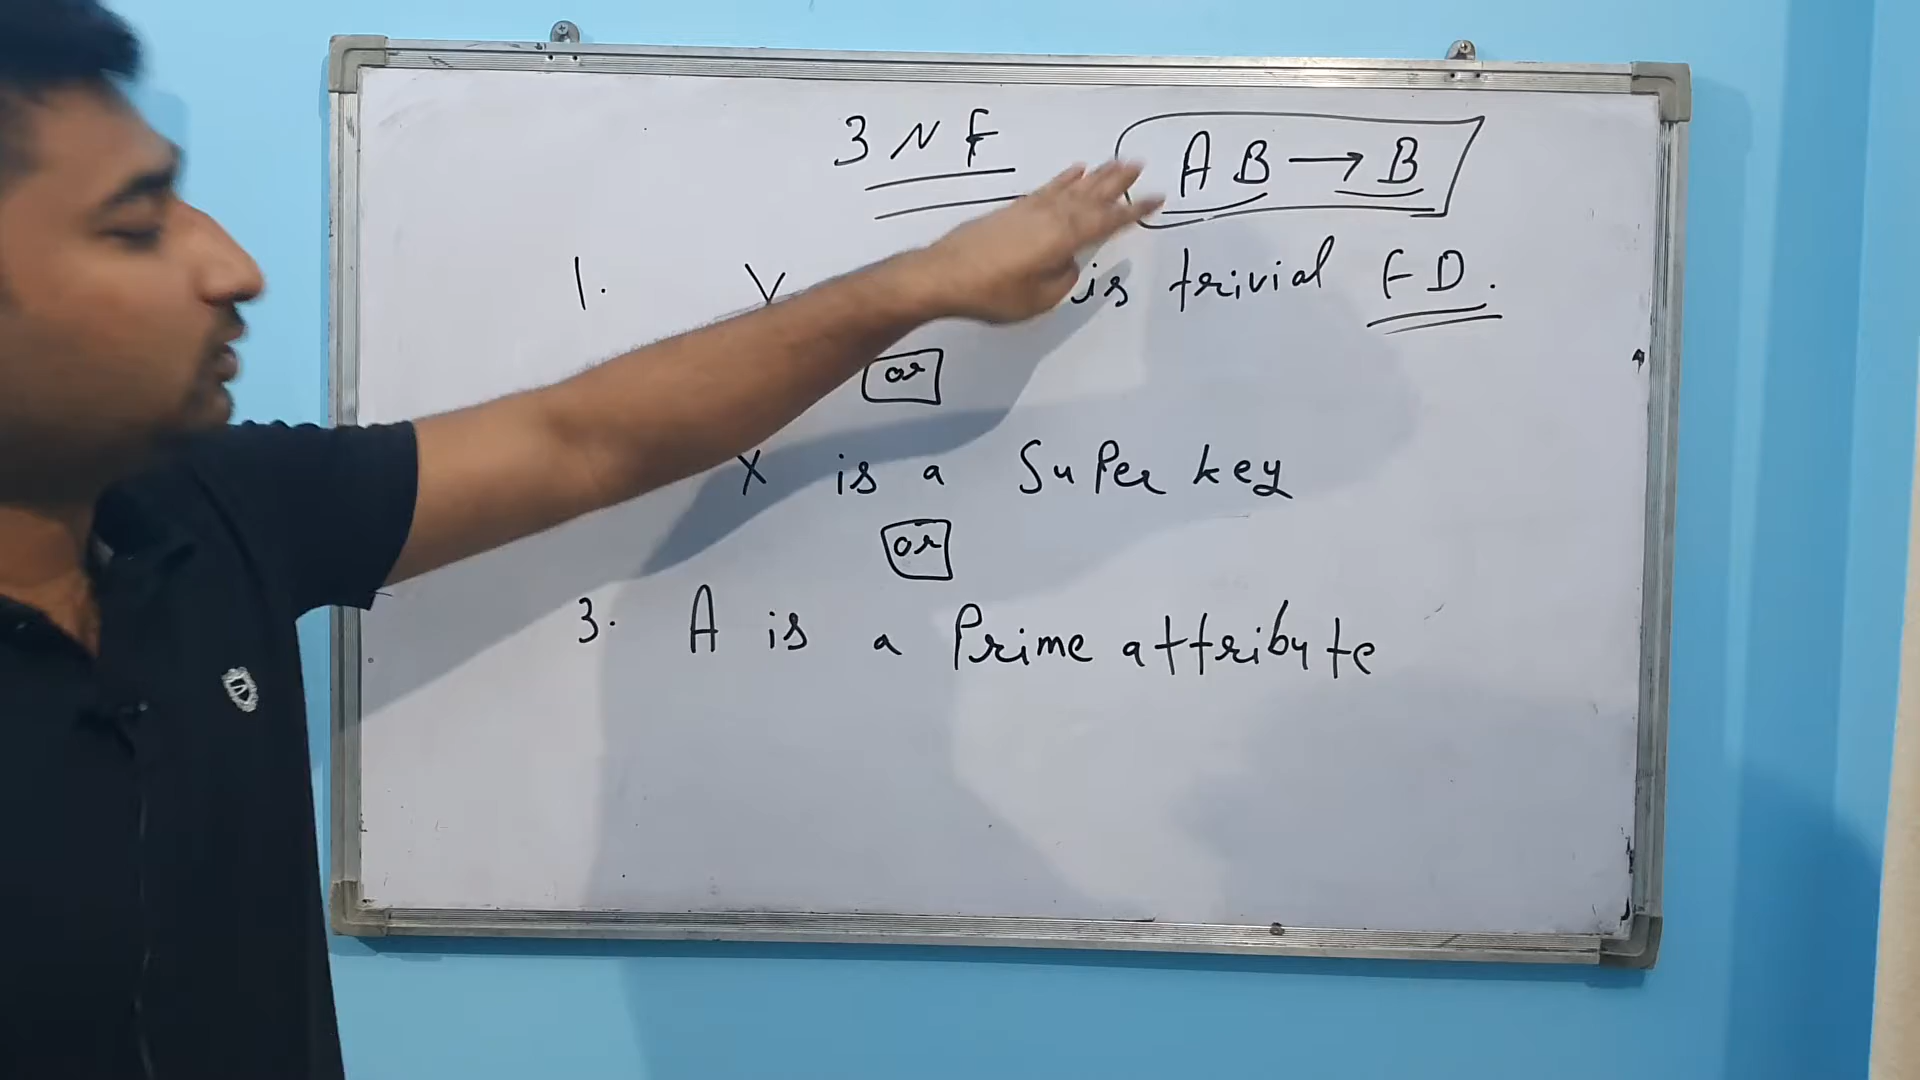 3NF
AB → B
1. X is trivial FD.
or
X is a Super key
or
3. A is a Prime attribute